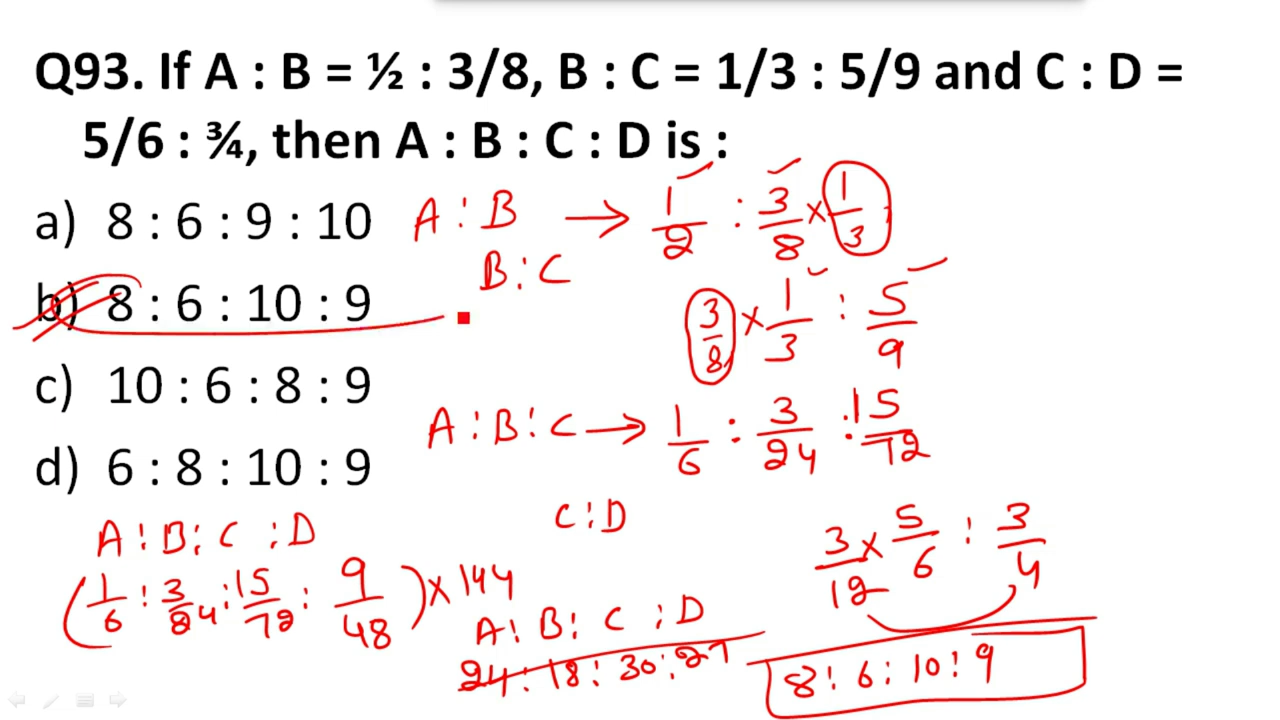 Q93. If A : B = ½ : 3/8, B : C = 1/3 : 5/9 and C : D =
5/6 : ¾, then A : B : C : D is :
a) 8 : 6 : 9 : 10
b) 8 : 6 : 10 : 9
c) 10 : 6 : 8 : 9
d) 6 : 8 : 10 : 9
A : B → 1/2 : 3/8 × 1/3
B : C
3/8 × 1/3 : 5/9
A : B : C → 1/6 : 3/24 : 15/72
C : D
3/12 × 5/6 : 3/4
A : B : C : D
(1/6 : 3/24 : 15/72 : 9/48) × 144
A : B : C : D
24 : 18 : 30 : 27
8 : 6 : 10 : 9